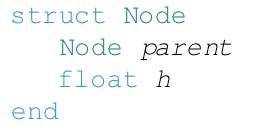 struct Node
    Node parent
    float h
end